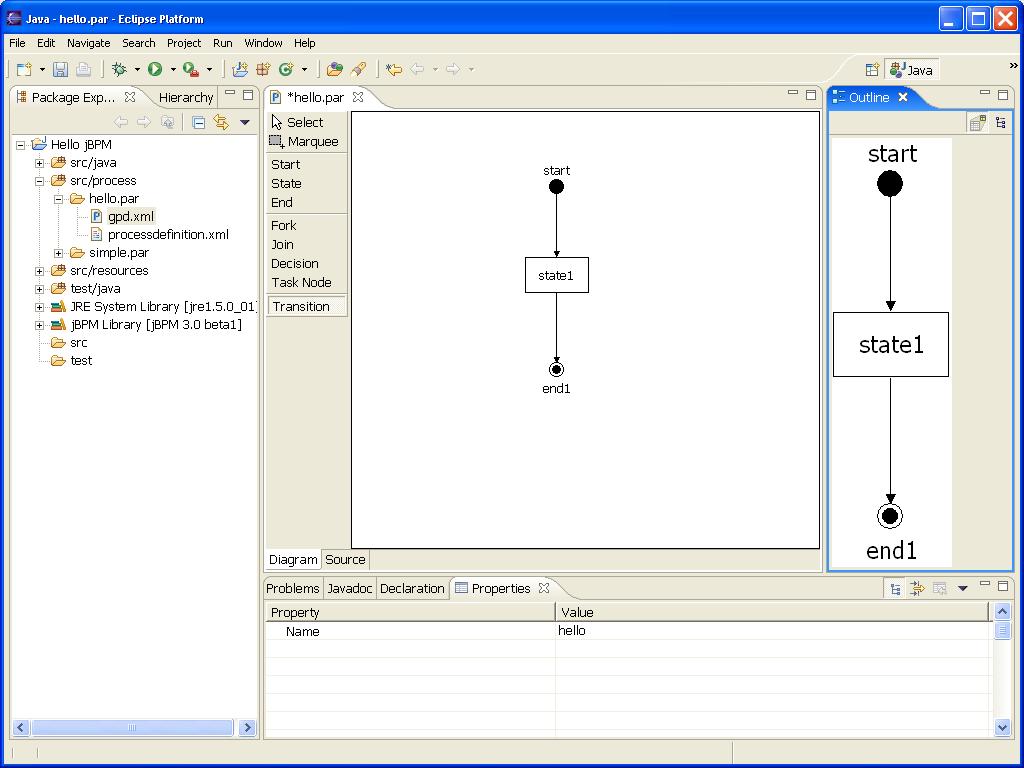 Java - hello.par - Eclipse Platform
File Edit Navigate Search Project Run Window Help
Java
»
Package Exp...
Hierarchy
Hello jBPM
src/java
src/process
hello.par
gpd.xml
processdefinition.xml
simple.par
src/resources
test/java
JRE System Library [jre1.5.0_01]
jBPM Library [jBPM 3.0 beta1]
src
test
*hello.par
Select
Marquee
Start
State
End
Fork
Join
Decision
Task Node
Transition
start
state1
end1
Diagram Source
Outline
start
state1
end1
Problems Javadoc Declaration Properties
Property Value
Name hello